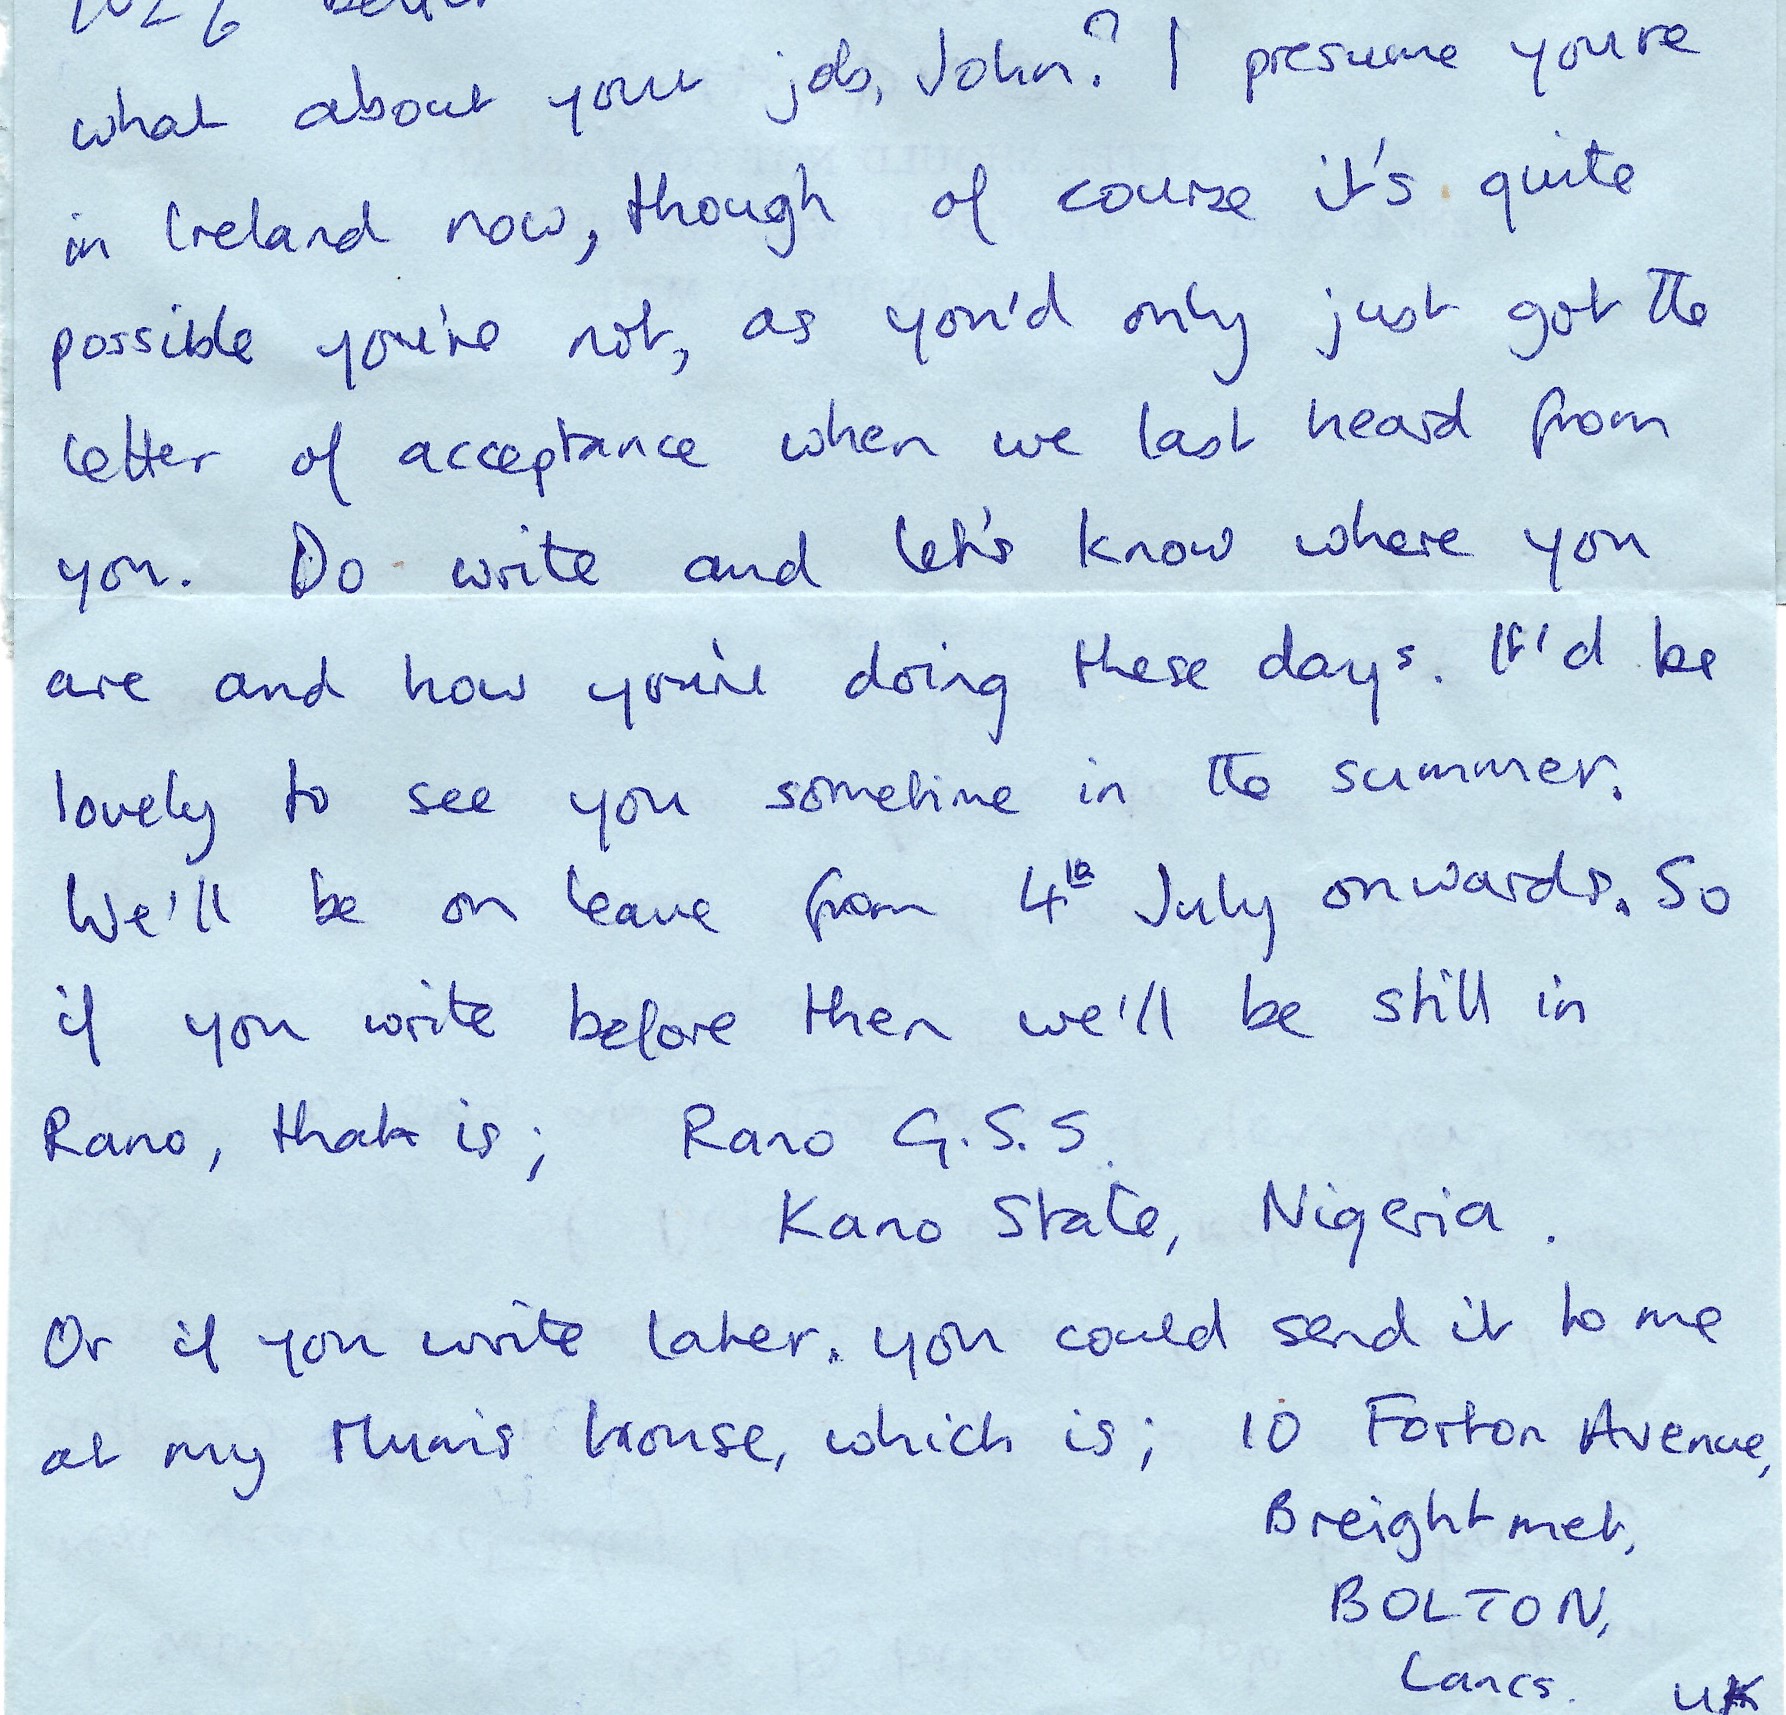 what about your job, John? I presume you're
in Ireland now, though of course it's quite
possible you're not, as you'd only just got the
letter of acceptance when we last heard from
you. Do write and let's know where you
are and how you're doing these days. It'd be
lovely to see you sometime in the summer.
We'll be on leave from 4th July onwards. So
if you write before then we'll be still in
Rano, that is; Rano G.S.S.
Kano State, Nigeria.
Or if you write later. you could send it to me
at my Mum's house, which is; 10 Forton Avenue,
Breightmet,
BOLTON,
Lancs. UK